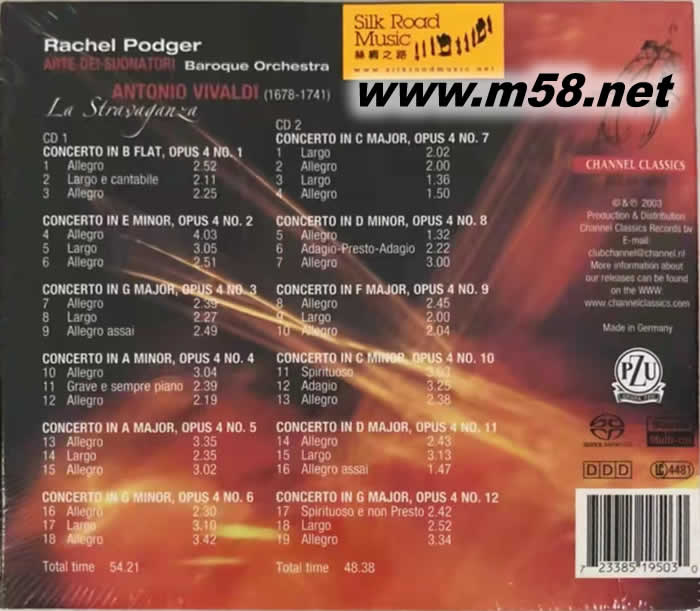 Rachel Podger
ARTE DEI SUONATORI Baroque Orchestra
ANTONIO VIVALDI (1678-1741)
La Stravaganza
Silk Road
Music
絲綢之路
www.silkroadmusic.net
www.m58.net
CD 1
CONCERTO IN B FLAT, OPUS 4 NO. 1
1 Allegro 2.52
2 Largo e cantabile 2.11
3 Allegro 2.25
CONCERTO IN E MINOR, OPUS 4 NO. 2
4 Allegro 4.03
5 Largo 3.05
6 Allegro 2.51
CONCERTO IN G MAJOR, OPUS 4 NO. 3
7 Allegro 2.39
8 Largo 2.27
9 Allegro assai 2.49
CONCERTO IN A MINOR, OPUS 4 NO. 4
10 Allegro 3.04
11 Grave e sempre piano 2.39
12 Allegro 2.19
CONCERTO IN A MAJOR, OPUS 4 NO. 5
13 Allegro 3.35
14 Largo 2.35
15 Allegro 3.02
CONCERTO IN G MINOR, OPUS 4 NO. 6
16 Allegro 2.30
17 Largo 3.10
18 Allegro 3.42
Total time 54.21
CD 2
CONCERTO IN C MAJOR, OPUS 4 NO. 7
1 Largo 2.02
2 Allegro 2.00
3 Largo 1.36
4 Allegro 1.50
CONCERTO IN D MINOR, OPUS 4 NO. 8
5 Allegro 1.32
6 Adagio-Presto-Adagio 2.22
7 Allegro 3.00
CONCERTO IN F MAJOR, OPUS 4 NO. 9
8 Allegro 2.45
9 Largo 2.00
10 Allegro 2.04
CONCERTO IN C MINOR, OPUS 4 NO. 10
11 Spirituoso
12 Adagio 3.25
13 Allegro 2.38
CONCERTO IN D MAJOR, OPUS 4 NO. 11
14 Allegro 2.43
15 Largo 3.13
16 Allegro assai 1.47
CONCERTO IN G MAJOR, OPUS 4 NO. 12
17 Spirituoso e non Presto 2.42
18 Largo 2.52
19 Allegro 3.34
Total time 48.38
CHANNEL CLASSICS
© & ℗ 2003
Production & Distribution
Channel Classics Records bv
E-mail:
clubchannel@channel.nl
More information about
our releases can be found
on the WWW:
www.channelclassics.com
Made in Germany
PZU
DDD
LC 4481
7 23385 19503 0